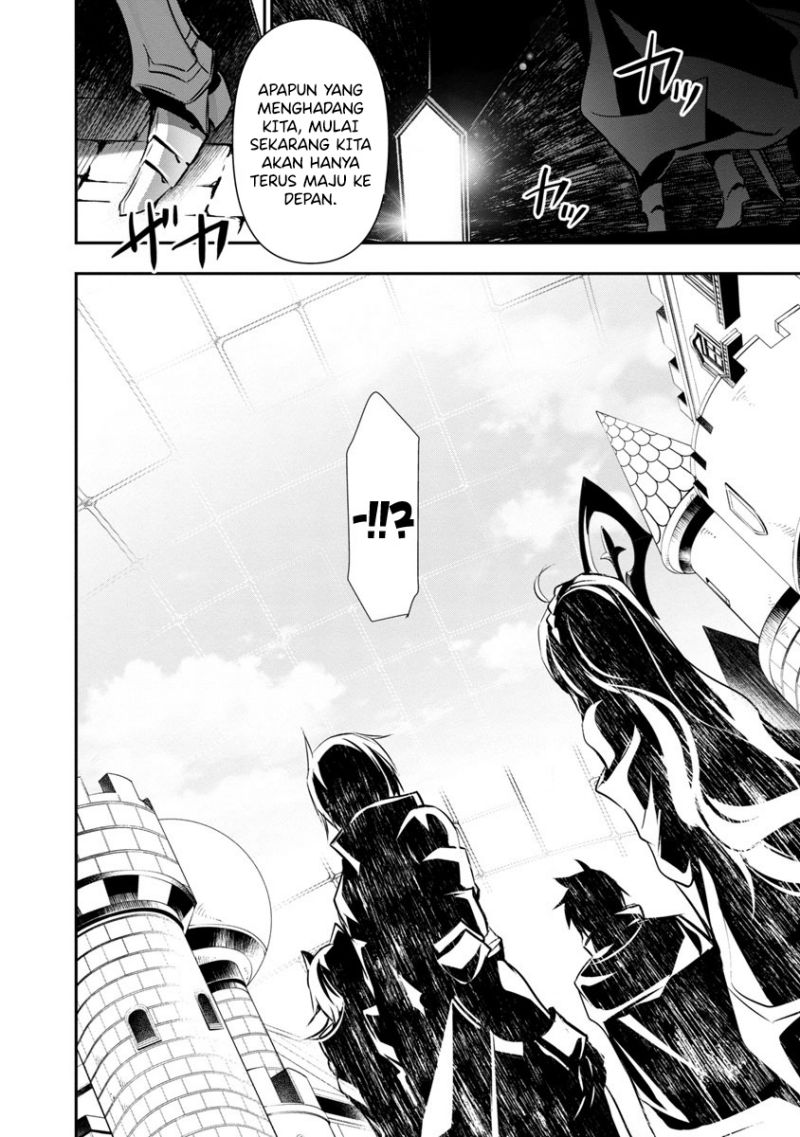 APAPUN YANG
MENGHADANG
KITA, MULAI
SEKARANG KITA
AKAN HANYA
TERUS MAJU KE
DEPAN.
カッ
カッ
ザカ
-!!?